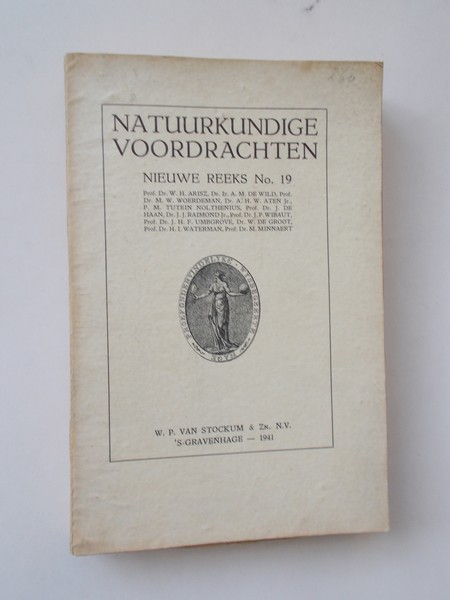 266
NATUURKUNDIGE
VOORDRACHTEN
NIEUWE REEKS No. 19
Prof. Dr. W. H. ARISZ, Dr. Ir. A. M. DE WILD, Prof.
Dr. M. W. WOERDEMAN, Dr. A. H. W. ATEN Jr.,
P. M. TUTEIN NOLTHENIUS, Prof. Dr. J. DE
HAAN, Dr. J. J. RAIMOND Jr., Prof. Dr. J. P. WIBAUT,
Prof. Dr. J. H. F. UMBGROVE, Dr. W. DE GROOT,
Prof. Dr. H. I. WATERMAN, Prof. Dr. M. MINNAERT
W. P. VAN STOCKUM & ZN. N.V.
'S-GRAVENHAGE — 1941